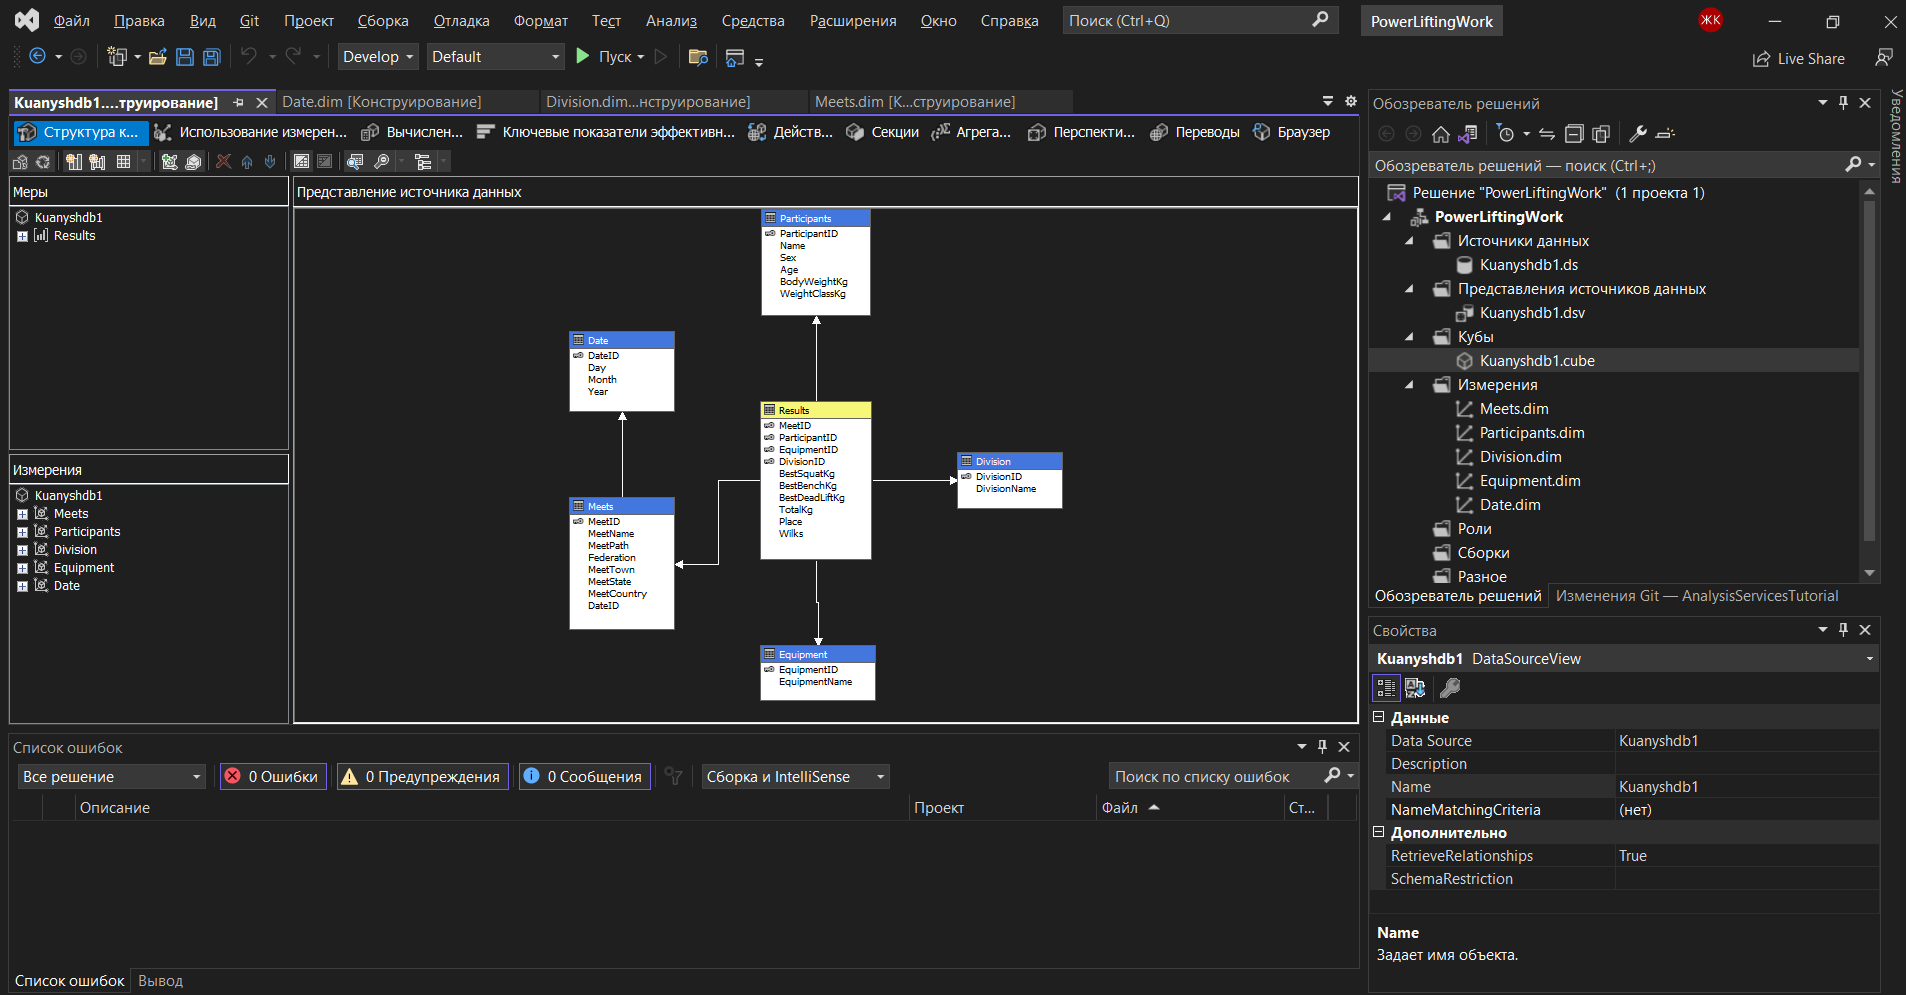 Файл Правка Вид Git Проект Сборка Отладка Формат Тест Анализ Средства Расширения Окно Справка Поиск (Ctrl+Q) PowerLiftingWork ЖК
Develop Default Пуск Live Share
Kuanyshdb1....труирование] Date.dim [Конструирование] Division.dim...нструирование] Meets.dim [К...струирование]
Структура к... Использование измерен... Вычислен... Ключевые показатели эффективн... Действ... Секции Агрега... Перспекти... Переводы Браузер
Меры
Kuanyshdb1
Results
Измерения
Kuanyshdb1
Meets
Participants
Division
Equipment
Date
Представление источника данных
Participants
ParticipantID
Name
Sex
Age
BodyWeightKg
WeightClassKg
Date
DateID
Day
Month
Year
Results
MeetID
ParticipantID
EquipmentID
DivisionID
BestSquatKg
BestBenchKg
BestDeadLiftKg
TotalKg
Place
Wilks
Division
DivisionID
DivisionName
Meets
MeetID
MeetName
MeetPath
Federation
MeetTown
MeetState
MeetCountry
DateID
Equipment
EquipmentID
EquipmentName
Список ошибок
Все решение 0 Ошибки 0 Предупреждения 0 Сообщения Сборка и IntelliSense Поиск по списку ошибок
Описание Проект Файл Ст...
Список ошибок Вывод
Обозреватель решений
Обозреватель решений — поиск (Ctrl+;)
Решение "PowerLiftingWork" (1 проекта 1)
PowerLiftingWork
Источники данных
Kuanyshdb1.ds
Представления источников данных
Kuanyshdb1.dsv
Кубы
Kuanyshdb1.cube
Измерения
Meets.dim
Participants.dim
Division.dim
Equipment.dim
Date.dim
Роли
Сборки
Разное
Обозреватель решений Изменения Git — AnalysisServicesTutorial
Свойства
Kuanyshdb1 DataSourceView
Данные
Data Source Kuanyshdb1
Description
Name Kuanyshdb1
NameMatchingCriteria (нет)
Дополнительно
RetrieveRelationships True
SchemaRestriction
Name
Задает имя объекта.
Уведомления